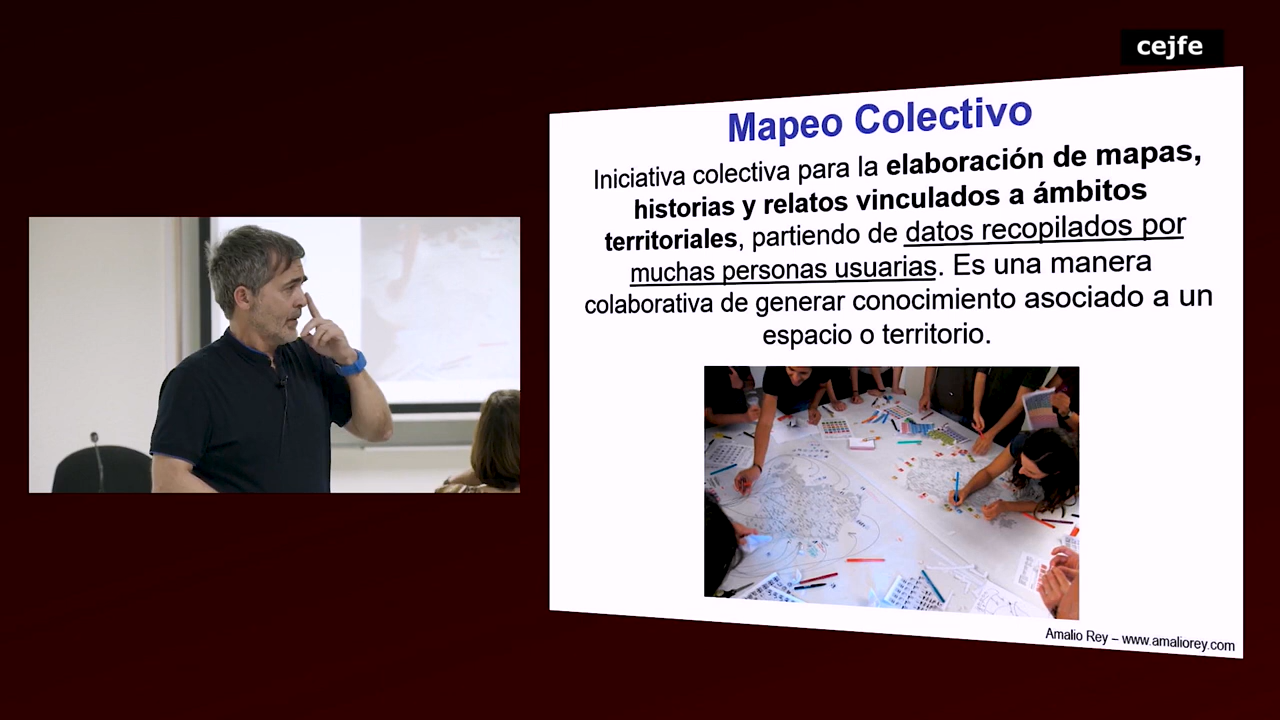 cejfe
Mapeo Colectivo
Iniciativa colectiva para la elaboración de mapas,
historias y relatos vinculados a ámbitos
territoriales, partiendo de datos recopilados por
muchas personas usuarias. Es una manera
colaborativa de generar conocimiento asociado a un
espacio o territorio.
Amalio Rey – www.amaliorey.com